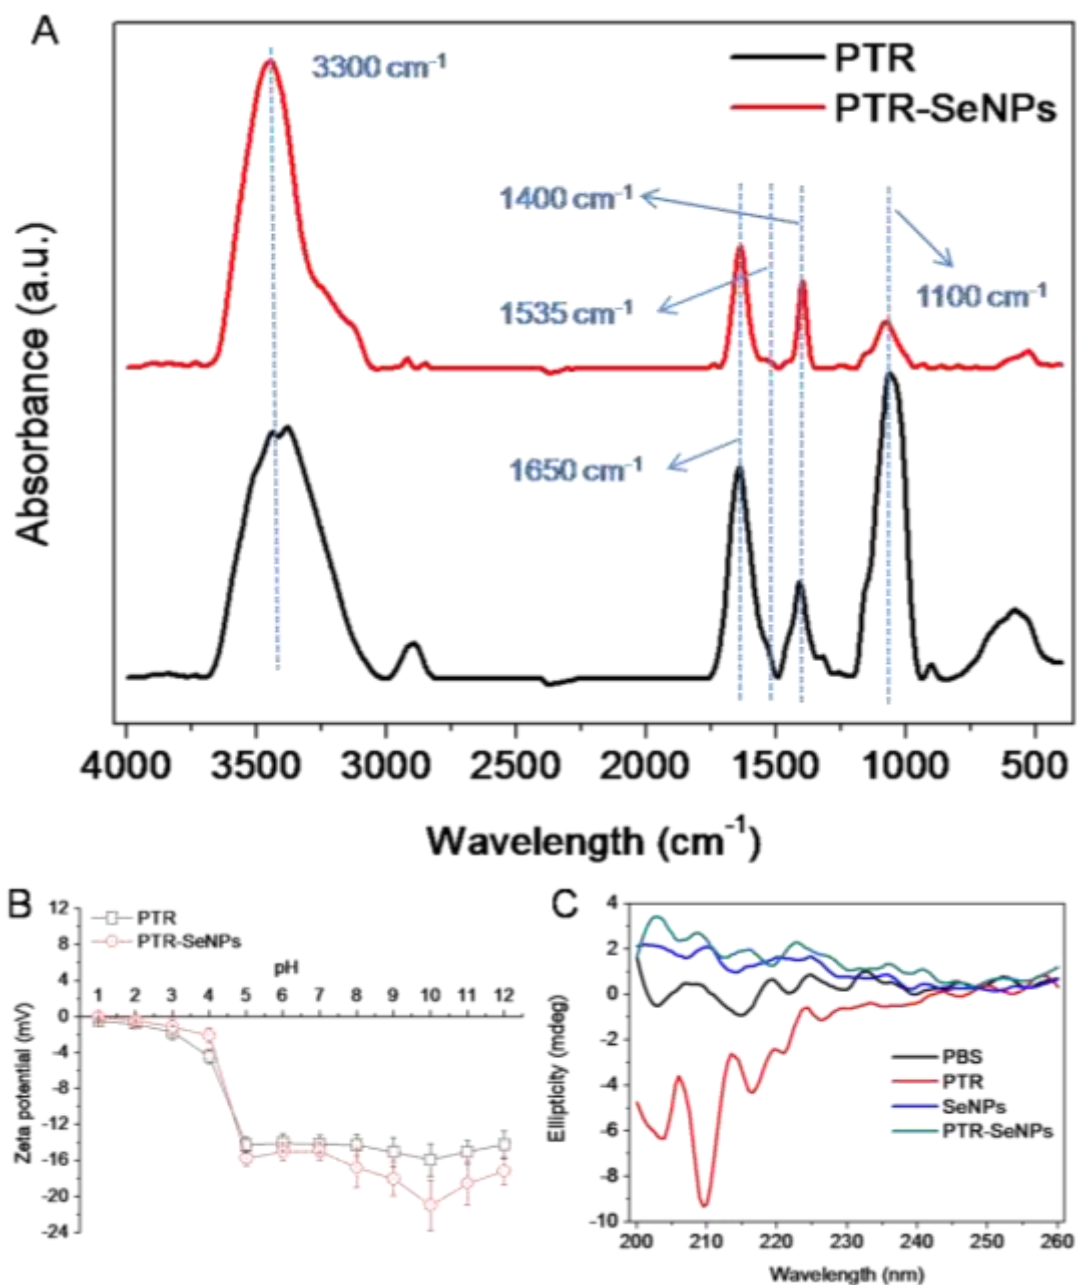 A
3300 cm⁻¹
PTR
PTR-SeNPs
1400 cm⁻¹
1535 cm⁻¹
1100 cm⁻¹
1650 cm⁻¹
Absorbance (a.u.)
4000 3500 3000 2500 2000 1500 1000 500
Wavelength (cm⁻¹)
B
12
8
4
0
-4
-8
-12
-16
-20
-24
PTR
PTR-SeNPs
pH
1 2 3 4 5 6 7 8 9 10 11 12
Zeta potential (mV)
C
4
2
0
-2
-4
-6
-8
-10
Ellipticity (mdeg)
PBS
PTR
SeNPs
PTR-SeNPs
200 210 220 230 240 250 260
Wavelength (nm)